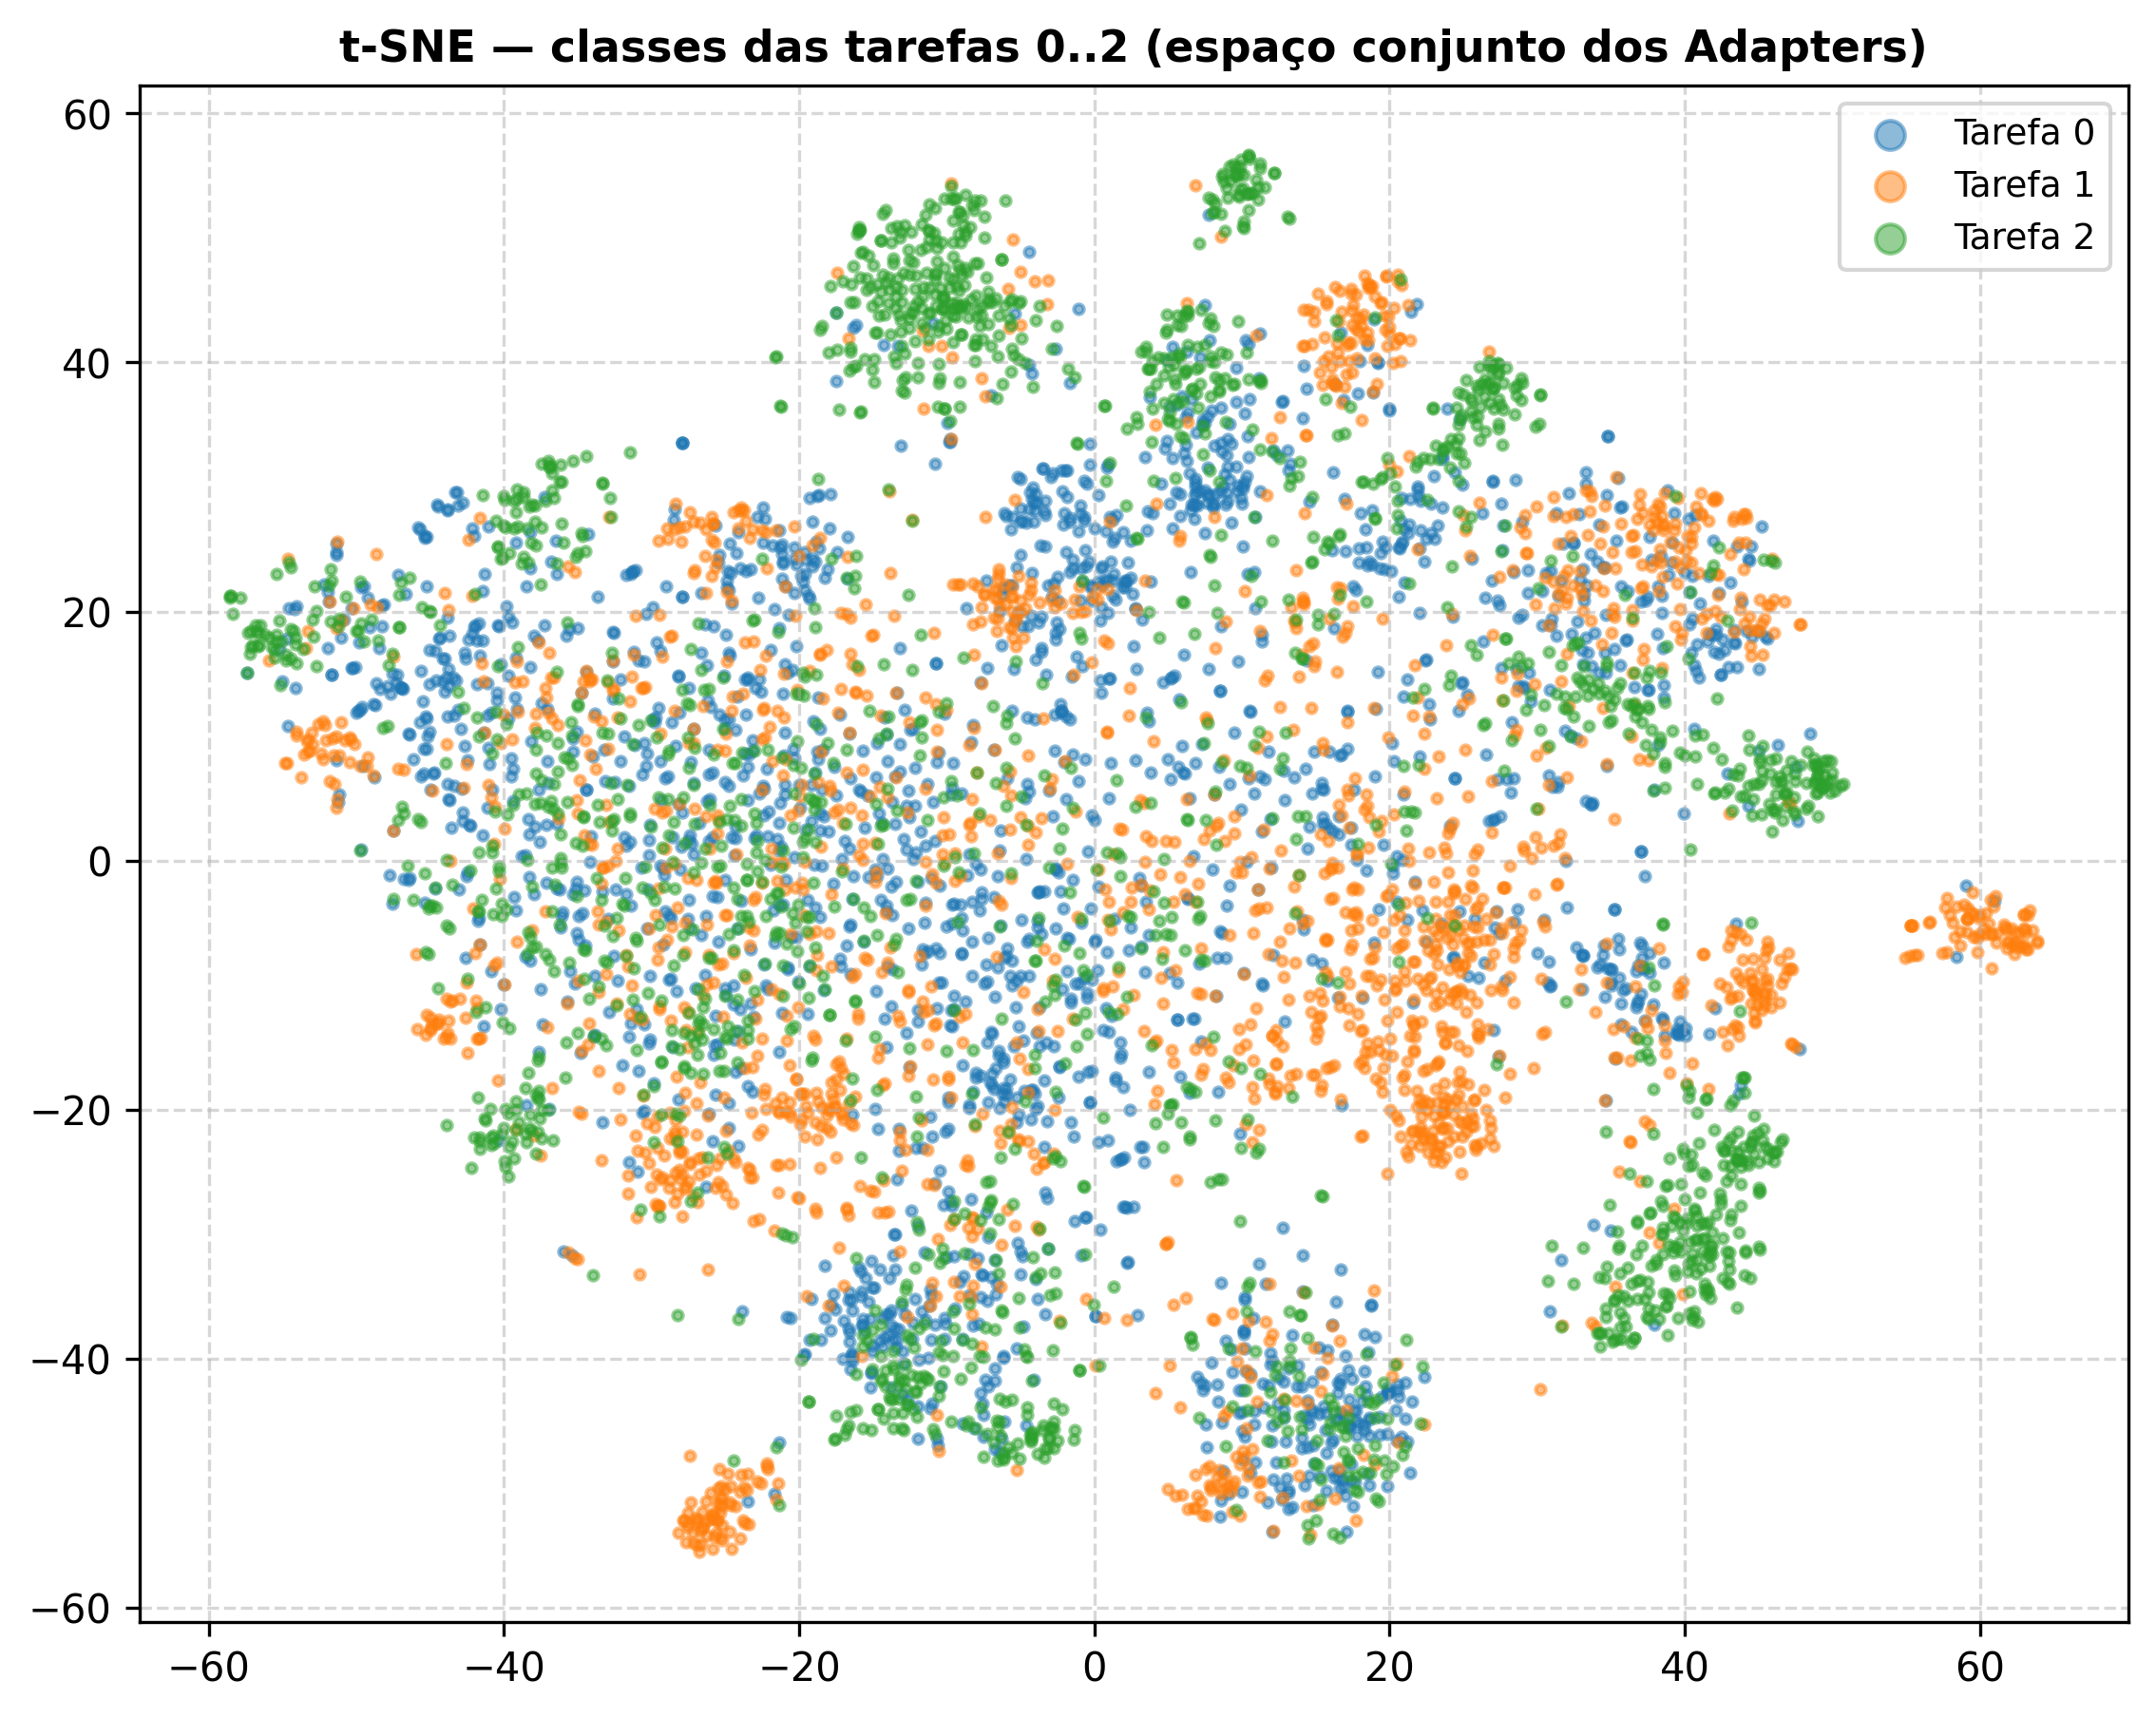 t-SNE — classes das tarefas 0..2 (espaço conjunto dos Adapters)
Tarefa 0
Tarefa 1
Tarefa 2
60
40
20
0
−20
−40
−60
−60 −40 −20 0 20 40 60